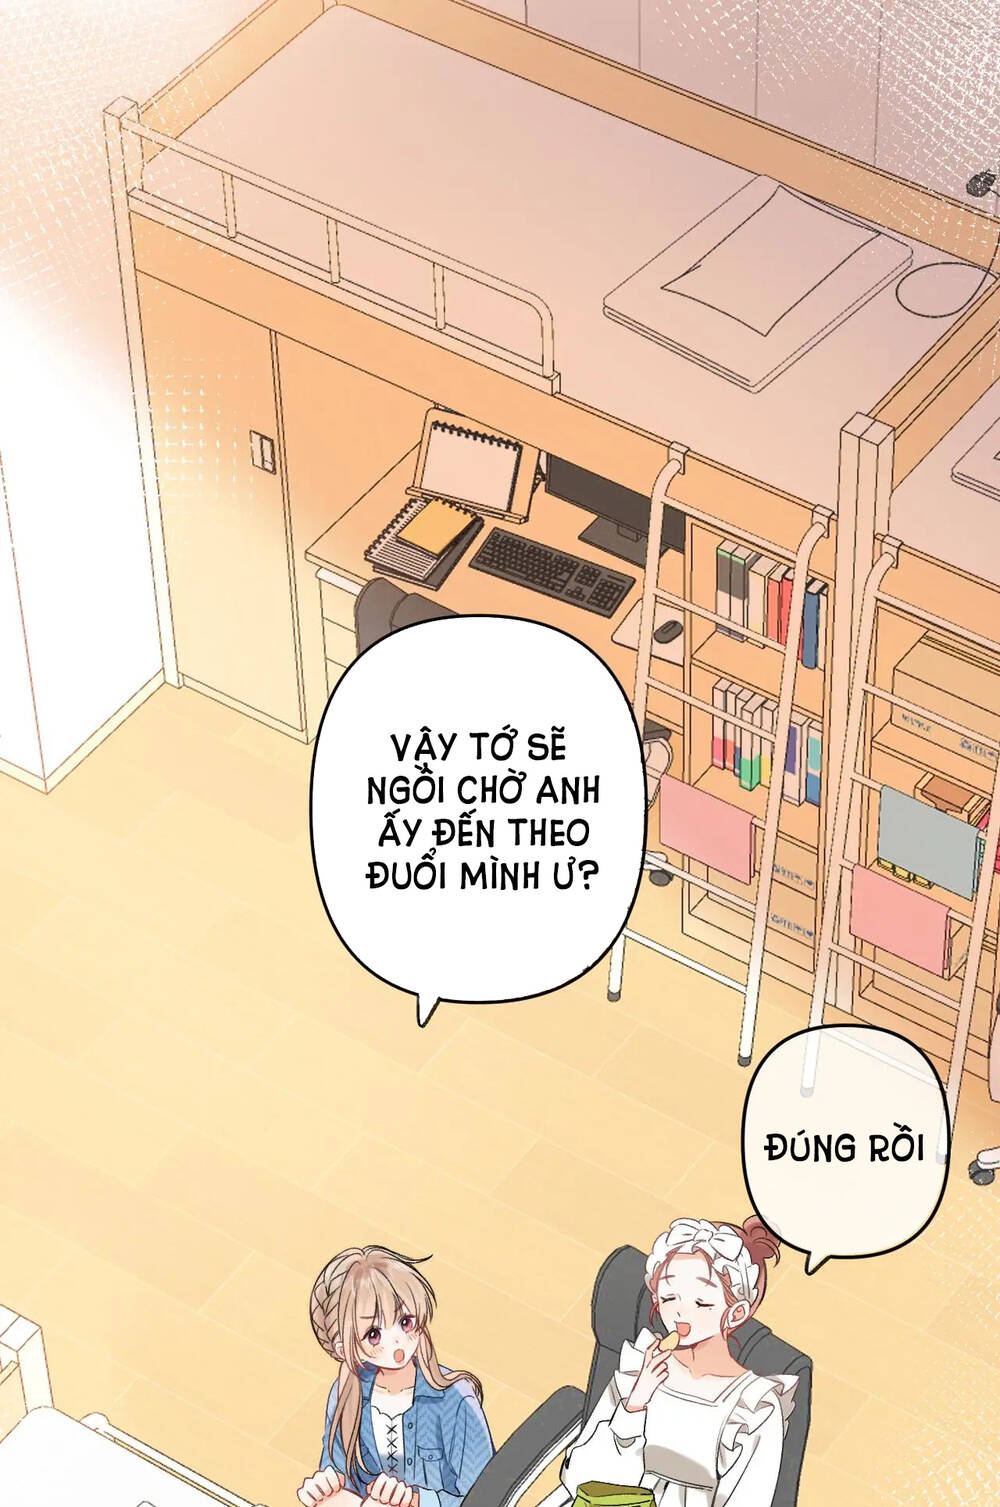 VẬY TỚ SẼ
NGỒI CHỜ ANH
ẤY ĐẾN THEO
ĐUỔI MÌNH Ư?
ĐÚNG RỒI